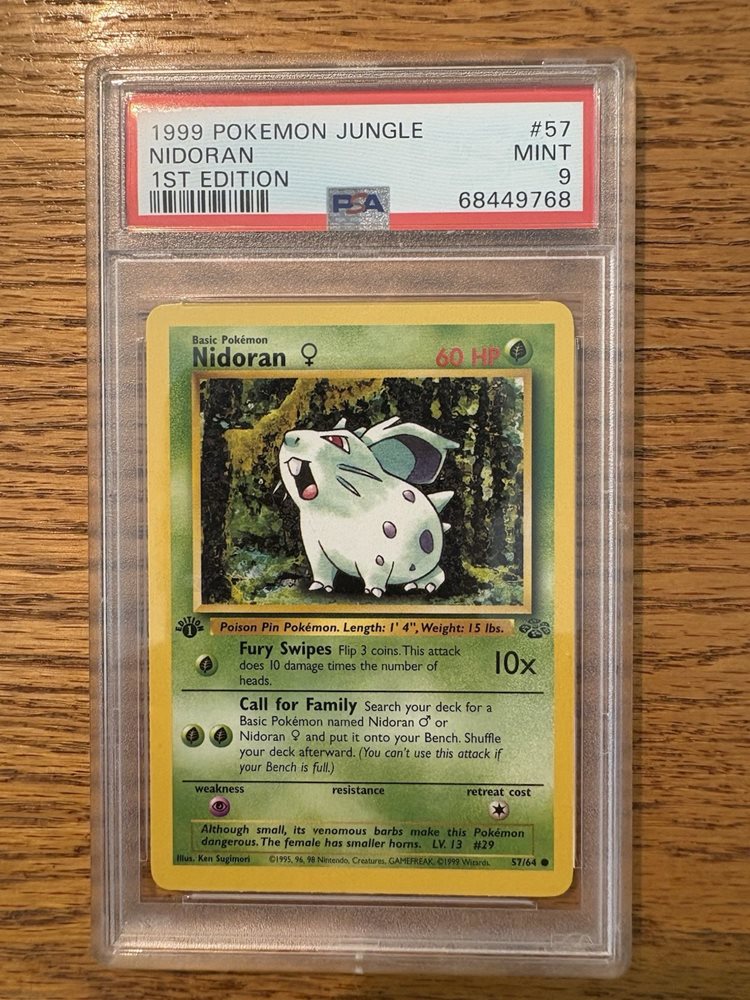 1999 POKEMON JUNGLE #57
NIDORAN MINT
1ST EDITION 9
PSA 68449768
Basic Pokémon
Nidoran ♀ 60 HP
EDITION 1
Poison Pin Pokémon. Length: 1' 4", Weight: 15 lbs.
Fury Swipes Flip 3 coins. This attack
does 10 damage times the number of
heads.
10x
Call for Family Search your deck for a
Basic Pokémon named Nidoran ♂ or
Nidoran ♀ and put it onto your Bench. Shuffle
your deck afterward. (You can't use this attack if
your Bench is full.)
weakness resistance retreat cost
Although small, its venomous barbs make this Pokémon
dangerous. The female has smaller horns. LV. 13 #29
Illus. Ken Sugimori ©1995, 96, 98 Nintendo, Creatures, GAMEFREAK. ©1999 Wizards. 57/64
PSA